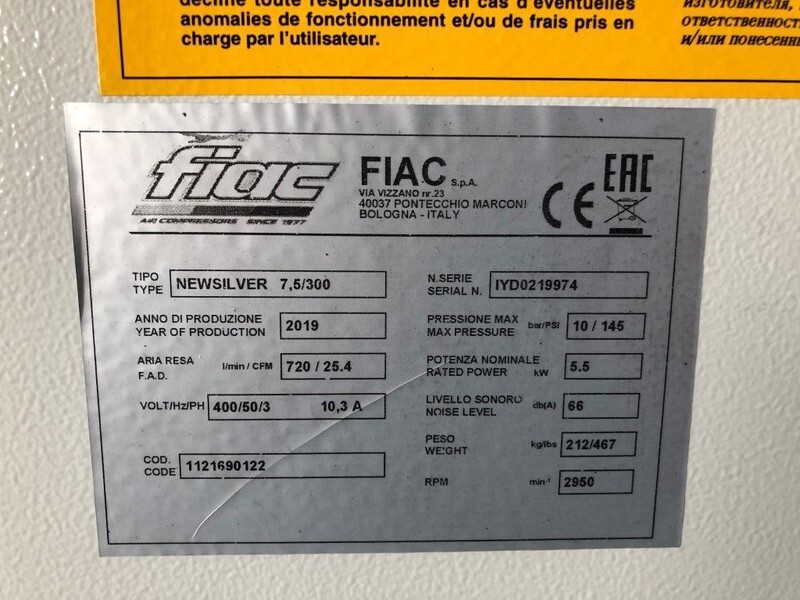 décline toute responsabilité en cas d'éventuelles
anomalies de fonctionnement et/ou de frais pris en
charge par l'utilisateur.
изготовителя,
ответственност
и/или понесенн
fiac
AIR COMPRESSORS SINCE 1977
FIAC S.p.A.
VIA VIZZANO nr.23
40037 PONTECCHIO MARCONI
BOLOGNA - ITALY
CE
EAC
TIPO
TYPE
NEWSILVER 7,5/300
N.SERIE
SERIAL N.
IYD0219974
ANNO DI PRODUZIONE
YEAR OF PRODUCTION
2019
PRESSIONE MAX
MAX PRESSURE
bar/PSI
10 / 145
ARIA RESA
F.A.D.
l/min / CFM
720 / 25.4
POTENZA NOMINALE
RATED POWER
kW
5.5
VOLT/Hz/PH
400/50/3 10,3 A
LIVELLO SONORO
NOISE LEVEL
db(A)
66
PESO
WEIGHT
kg/lbs
212/467
COD.
CODE
1121690122
RPM
min-1
2950